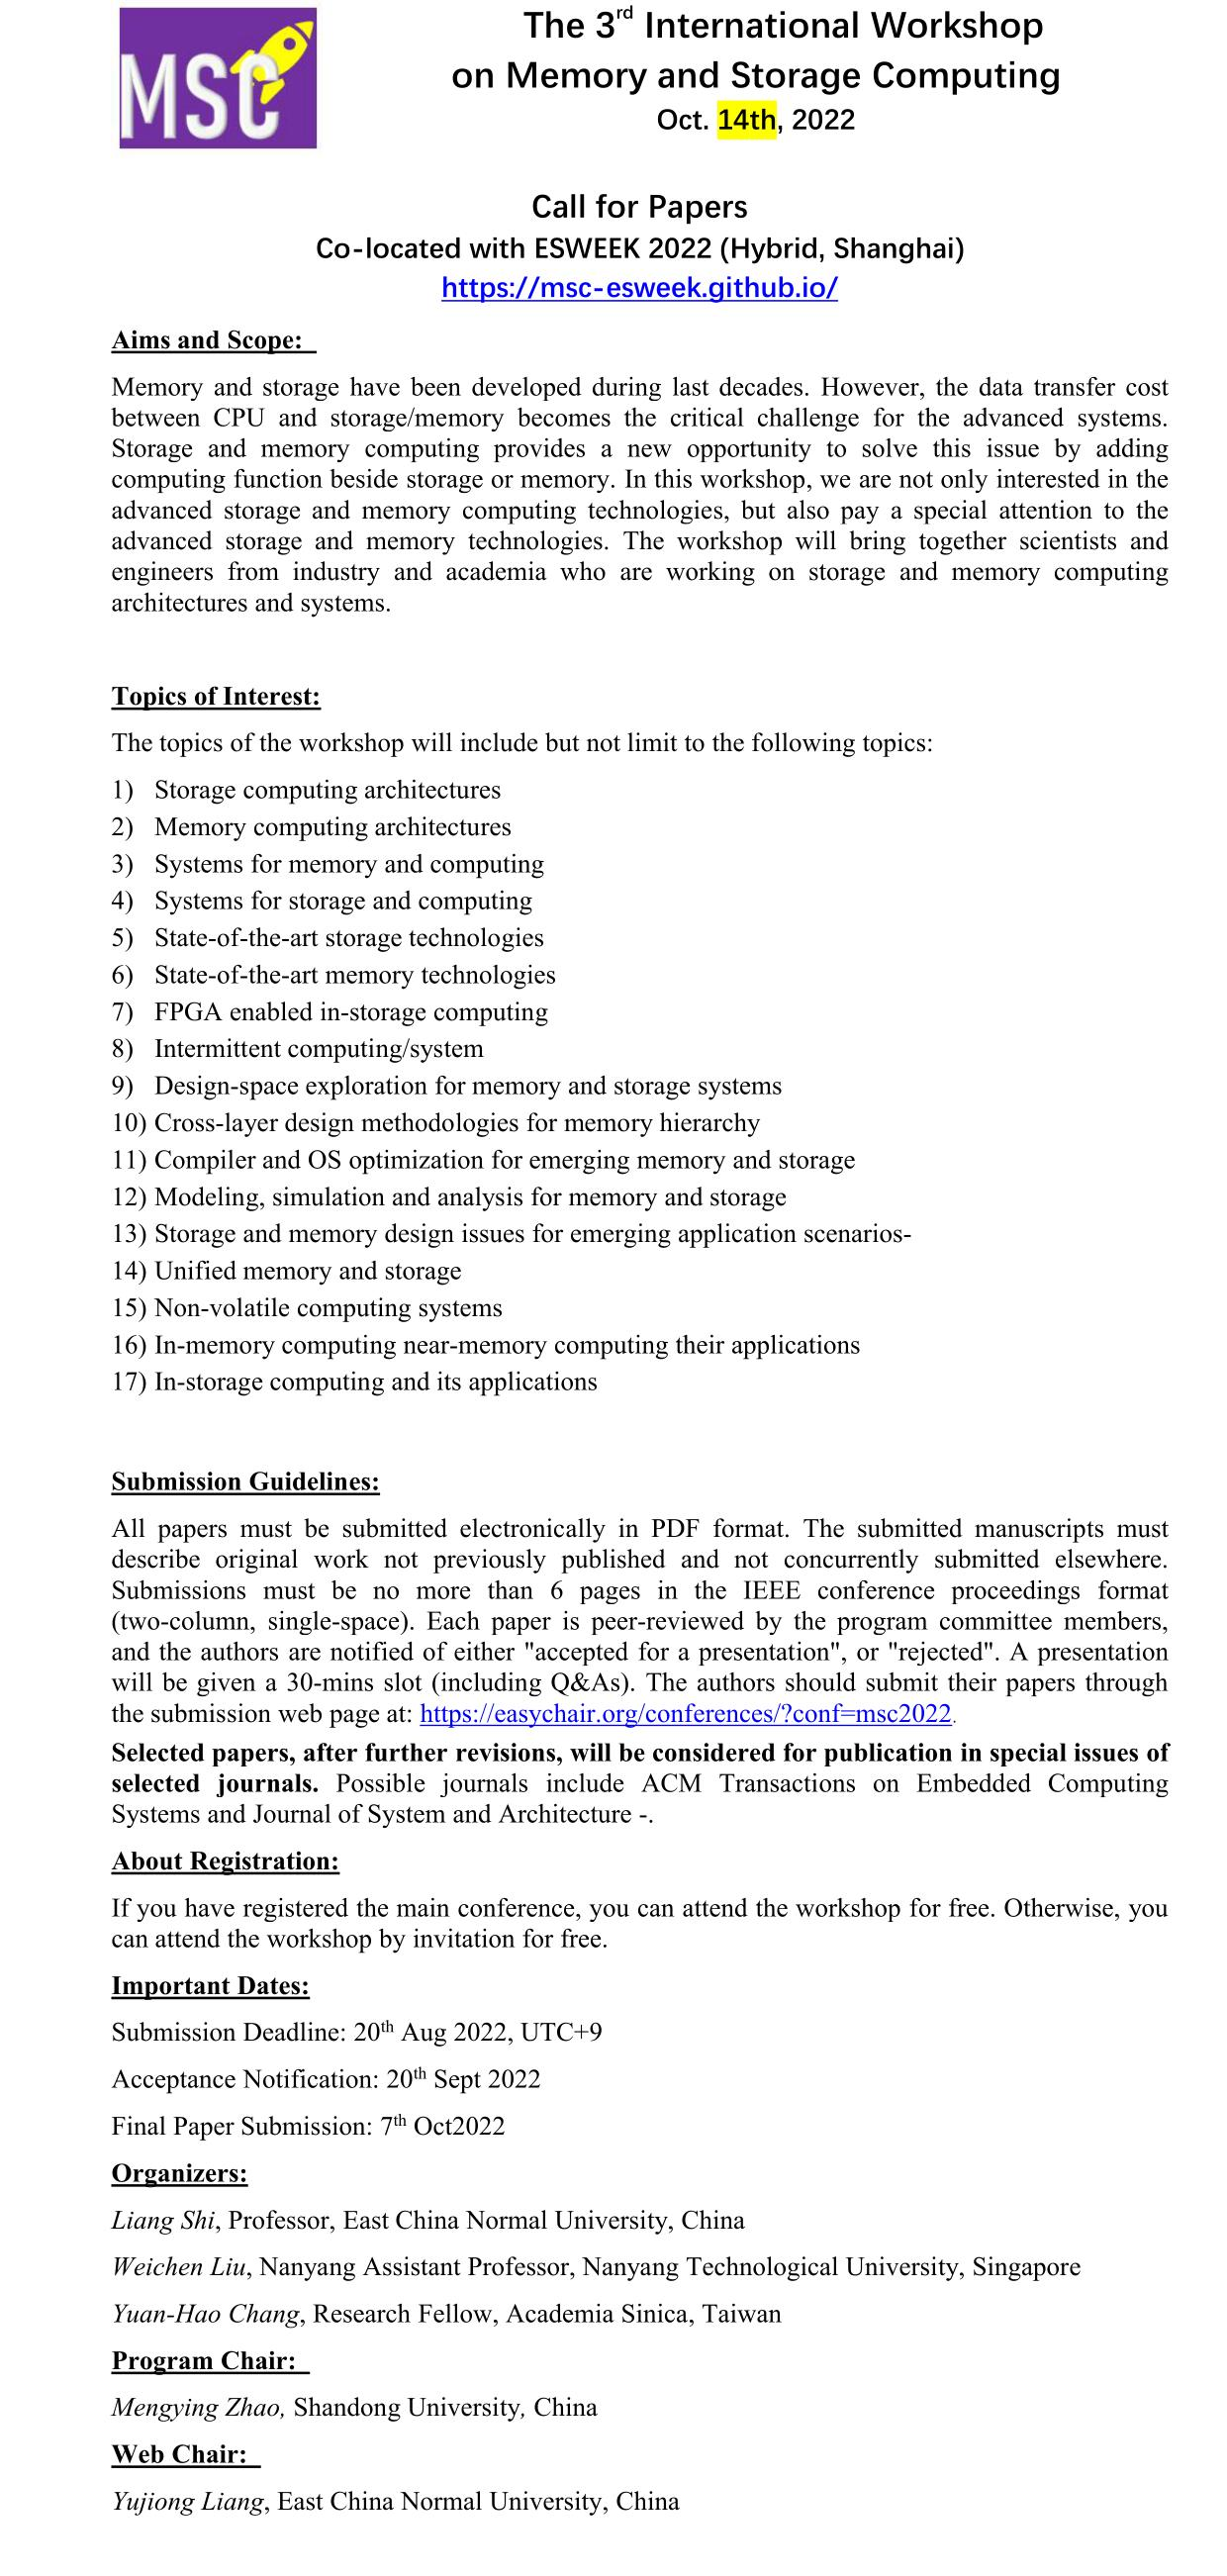 MSC
The 3rd International Workshop
on Memory and Storage Computing
Oct. 14th, 2022
Call for Papers
Co-located with ESWEEK 2022 (Hybrid, Shanghai)
https://msc-esweek.github.io/
Aims and Scope:
Memory and storage have been developed during last decades. However, the data transfer cost
between CPU and storage/memory becomes the critical challenge for the advanced systems.
Storage and memory computing provides a new opportunity to solve this issue by adding
computing function beside storage or memory. In this workshop, we are not only interested in the
advanced storage and memory computing technologies, but also pay a special attention to the
advanced storage and memory technologies. The workshop will bring together scientists and
engineers from industry and academia who are working on storage and memory computing
architectures and systems.
Topics of Interest:
The topics of the workshop will include but not limit to the following topics:
1) Storage computing architectures
2) Memory computing architectures
3) Systems for memory and computing
4) Systems for storage and computing
5) State-of-the-art storage technologies
6) State-of-the-art memory technologies
7) FPGA enabled in-storage computing
8) Intermittent computing/system
9) Design-space exploration for memory and storage systems
10) Cross-layer design methodologies for memory hierarchy
11) Compiler and OS optimization for emerging memory and storage
12) Modeling, simulation and analysis for memory and storage
13) Storage and memory design issues for emerging application scenarios-
14) Unified memory and storage
15) Non-volatile computing systems
16) In-memory computing near-memory computing their applications
17) In-storage computing and its applications
Submission Guidelines:
All papers must be submitted electronically in PDF format. The submitted manuscripts must
describe original work not previously published and not concurrently submitted elsewhere.
Submissions must be no more than 6 pages in the IEEE conference proceedings format
(two-column, single-space). Each paper is peer-reviewed by the program committee members,
and the authors are notified of either "accepted for a presentation", or "rejected". A presentation
will be given a 30-mins slot (including Q&As). The authors should submit their papers through
the submission web page at: https://easychair.org/conferences/?conf=msc2022.
Selected papers, after further revisions, will be considered for publication in special issues of
selected journals. Possible journals include ACM Transactions on Embedded Computing
Systems and Journal of System and Architecture -.
About Registration:
If you have registered the main conference, you can attend the workshop for free. Otherwise, you
can attend the workshop by invitation for free.
Important Dates:
Submission Deadline: 20th Aug 2022, UTC+9
Acceptance Notification: 20th Sept 2022
Final Paper Submission: 7th Oct2022
Organizers:
Liang Shi, Professor, East China Normal University, China
Weichen Liu, Nanyang Assistant Professor, Nanyang Technological University, Singapore
Yuan-Hao Chang, Research Fellow, Academia Sinica, Taiwan
Program Chair:
Mengying Zhao, Shandong University, China
Web Chair:
Yujiong Liang, East China Normal University, China